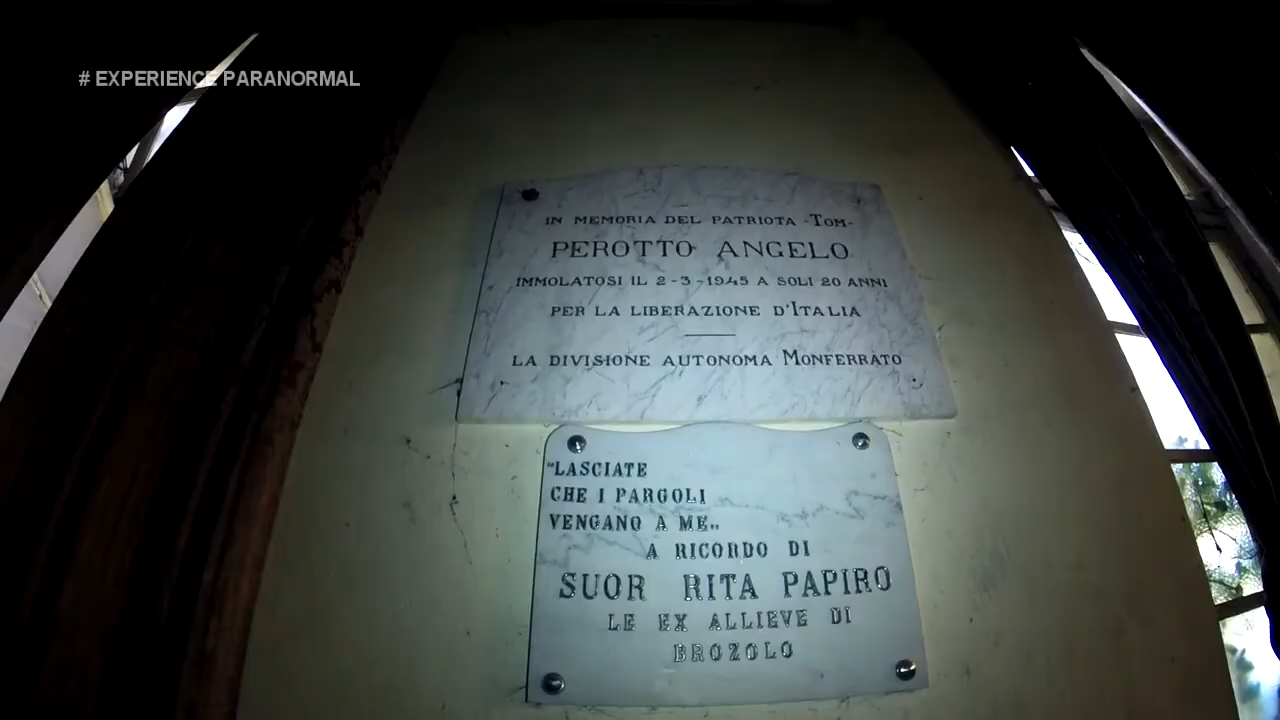 # EXPERIENCE PARANORMAL
IN MEMORIA DEL PATRIOTA -TOM-
PEROTTO ANGELO
IMMOLATOSI IL 2-3-1945 A SOLI 20 ANNI
PER LA LIBERAZIONE D'ITALIA
LA DIVISIONE AUTONOMA MONFERRATO
"LASCIATE
CHE I PARGOLI
VENGANO A ME„
A RICORDO DI
SUOR RITA PAPIRO
LE EX ALLIEVE DI
BROZOLO